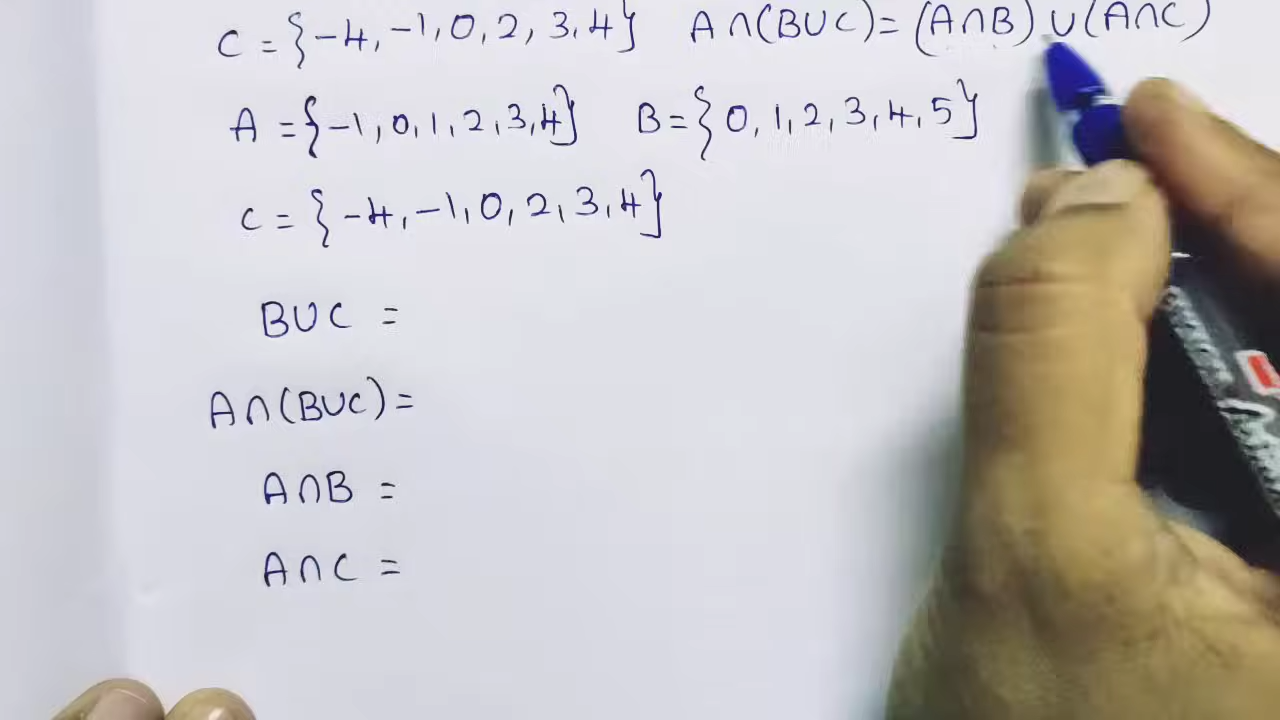 C = {-4, -1, 0, 2, 3, 4} A∩(B∪C) = (A∩B) ∪ (A∩C)
A = {-1, 0, 1, 2, 3, 4} B = {0, 1, 2, 3, 4, 5}
C = {-4, -1, 0, 2, 3, 4}
B∪C =
A∩(B∪C) =
A∩B =
A∩C =